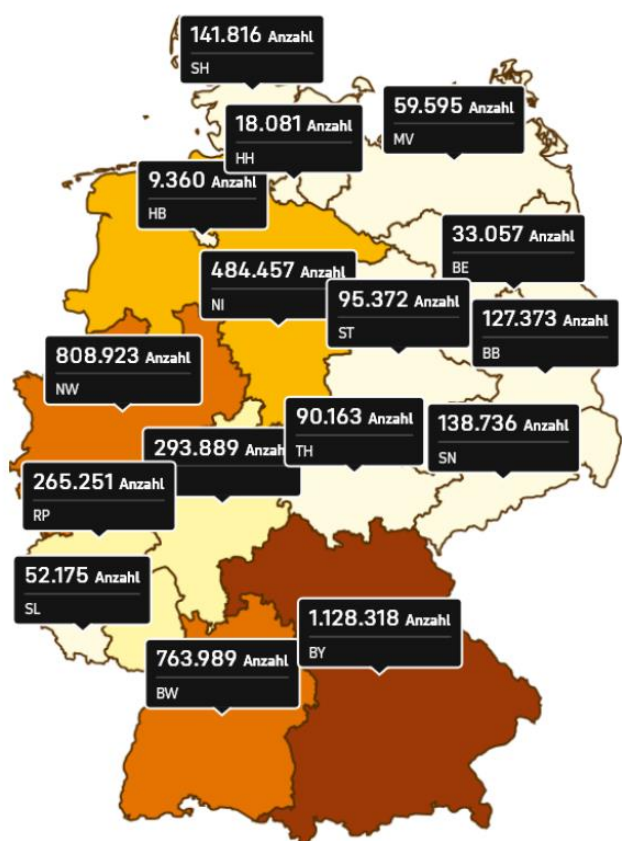 141.816 Anzahl
SH
59.595 Anzahl
MV
18.081 Anzahl
HH
9.360 Anzahl
HB
33.057 Anzahl
BE
484.457 Anzahl
NI
95.372 Anzahl
ST
127.373 Anzahl
BB
808.923 Anzahl
NW
90.163 Anzahl
TH
138.736 Anzahl
SN
293.889 Anzahl
265.251 Anzahl
RP
52.175 Anzahl
SL
1.128.318 Anzahl
BY
763.989 Anzahl
BW